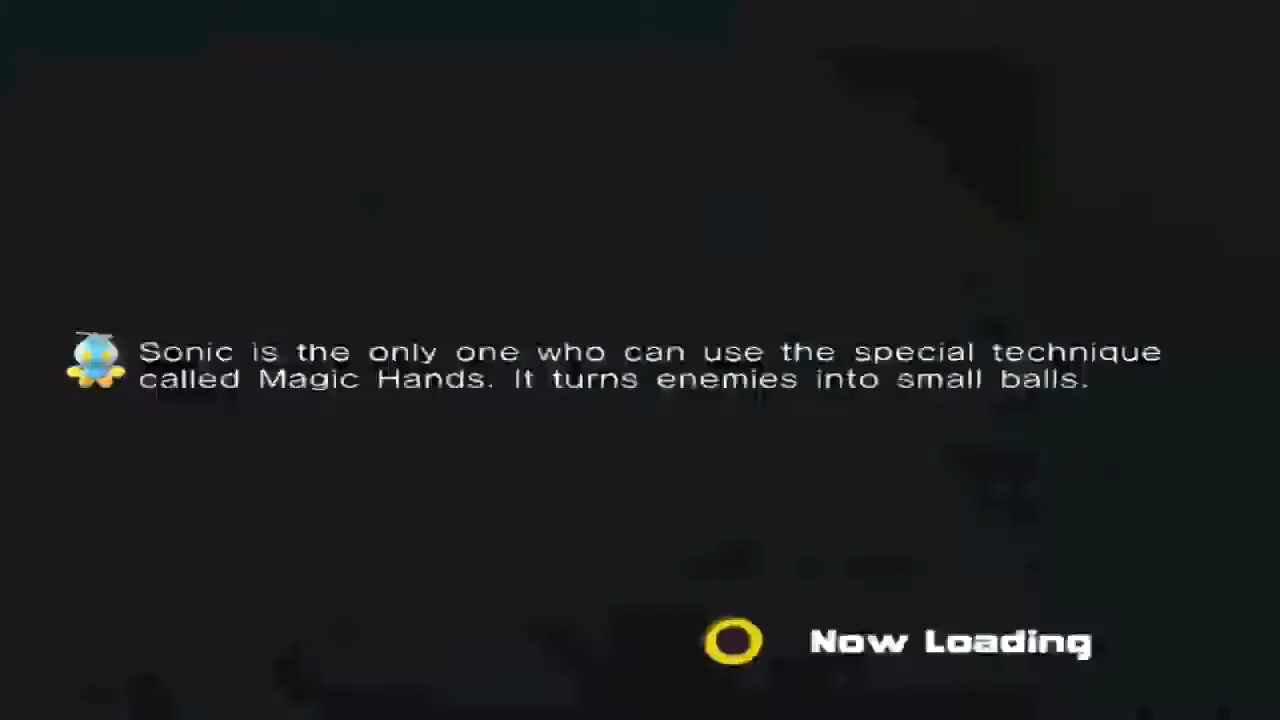 Sonic is the only one who can use the special technique
called Magic Hands. It turns enemies into small balls.
Now Loading